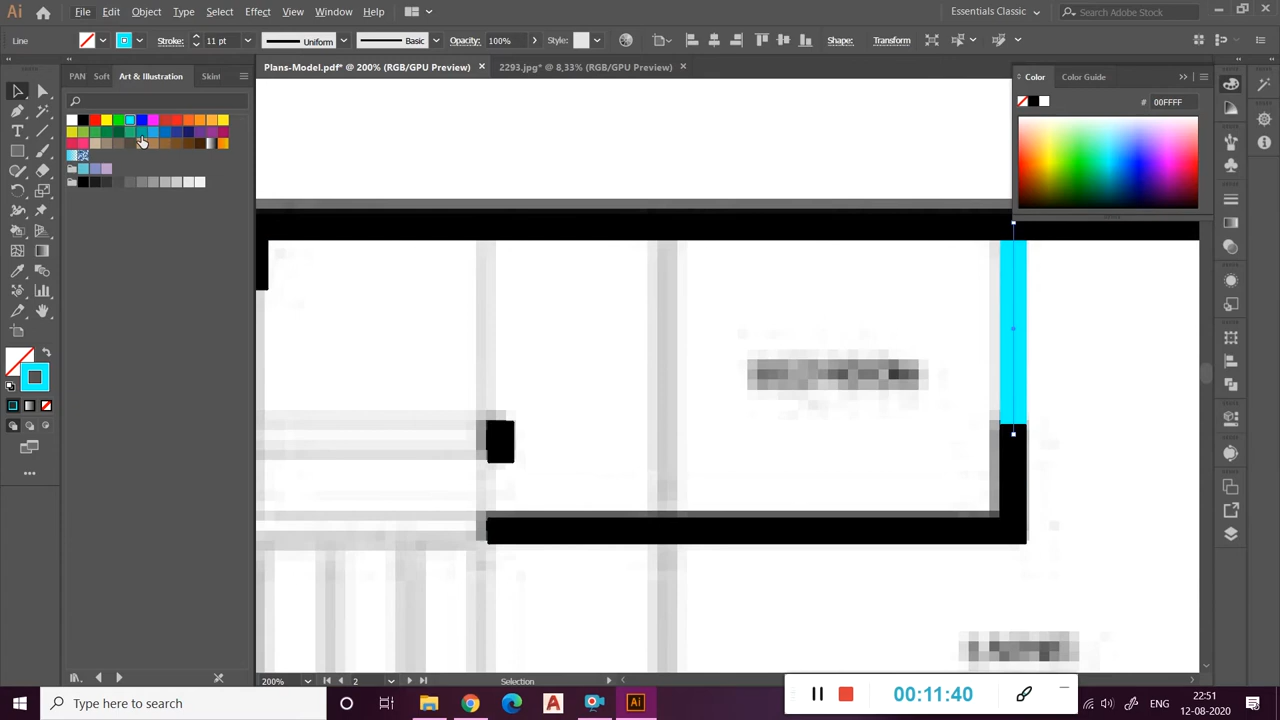 Ai File Edit Object Type Select Effect View Window Help Essentials Classic Search Adobe Stock
Line Stroke: 11 pt Uniform Basic Opacity: 100% Style: Shape: Transform
Plans-Model.pdf* @ 200% (RGB/GPU Preview) 2293.jpg* @ 8,33% (RGB/GPU Preview)
PAN Soft Art & Illustration Skint
Color Color Guide
# 00FFFF
200% 2 Selection
00:11:40
Type here to search
Ai
ENG
22:51
12-08-2020